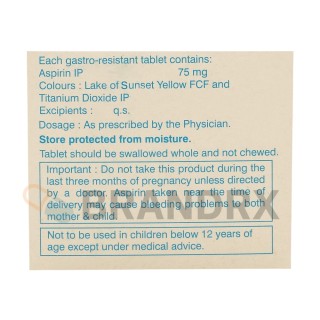 Each gastro-resistant tablet contains:
Aspirin IP 75 mg
Colours : Lake of Sunset Yellow FCF and
Titanium Dioxide IP
Excipients : q.s.
Dosage : As prescribed by the Physician.
Store protected from moisture.
Tablet should be swallowed whole and not chewed.
Important : Do not take this product during the
last three months of pregnancy unless directed
by a doctor. Aspirin taken near the time of
delivery may cause bleeding problems to both
mother & child.
BRANDRX
Not to be used in children below 12 years of
age except under medical advice.